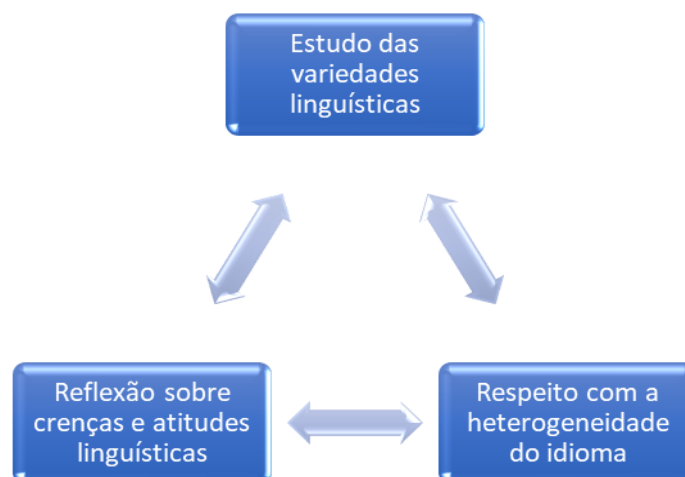 Estudo das
variedades
linguísticas
Reflexão sobre
crenças e atitudes
linguísticas
Respeito com a
heterogeneidade
do idioma